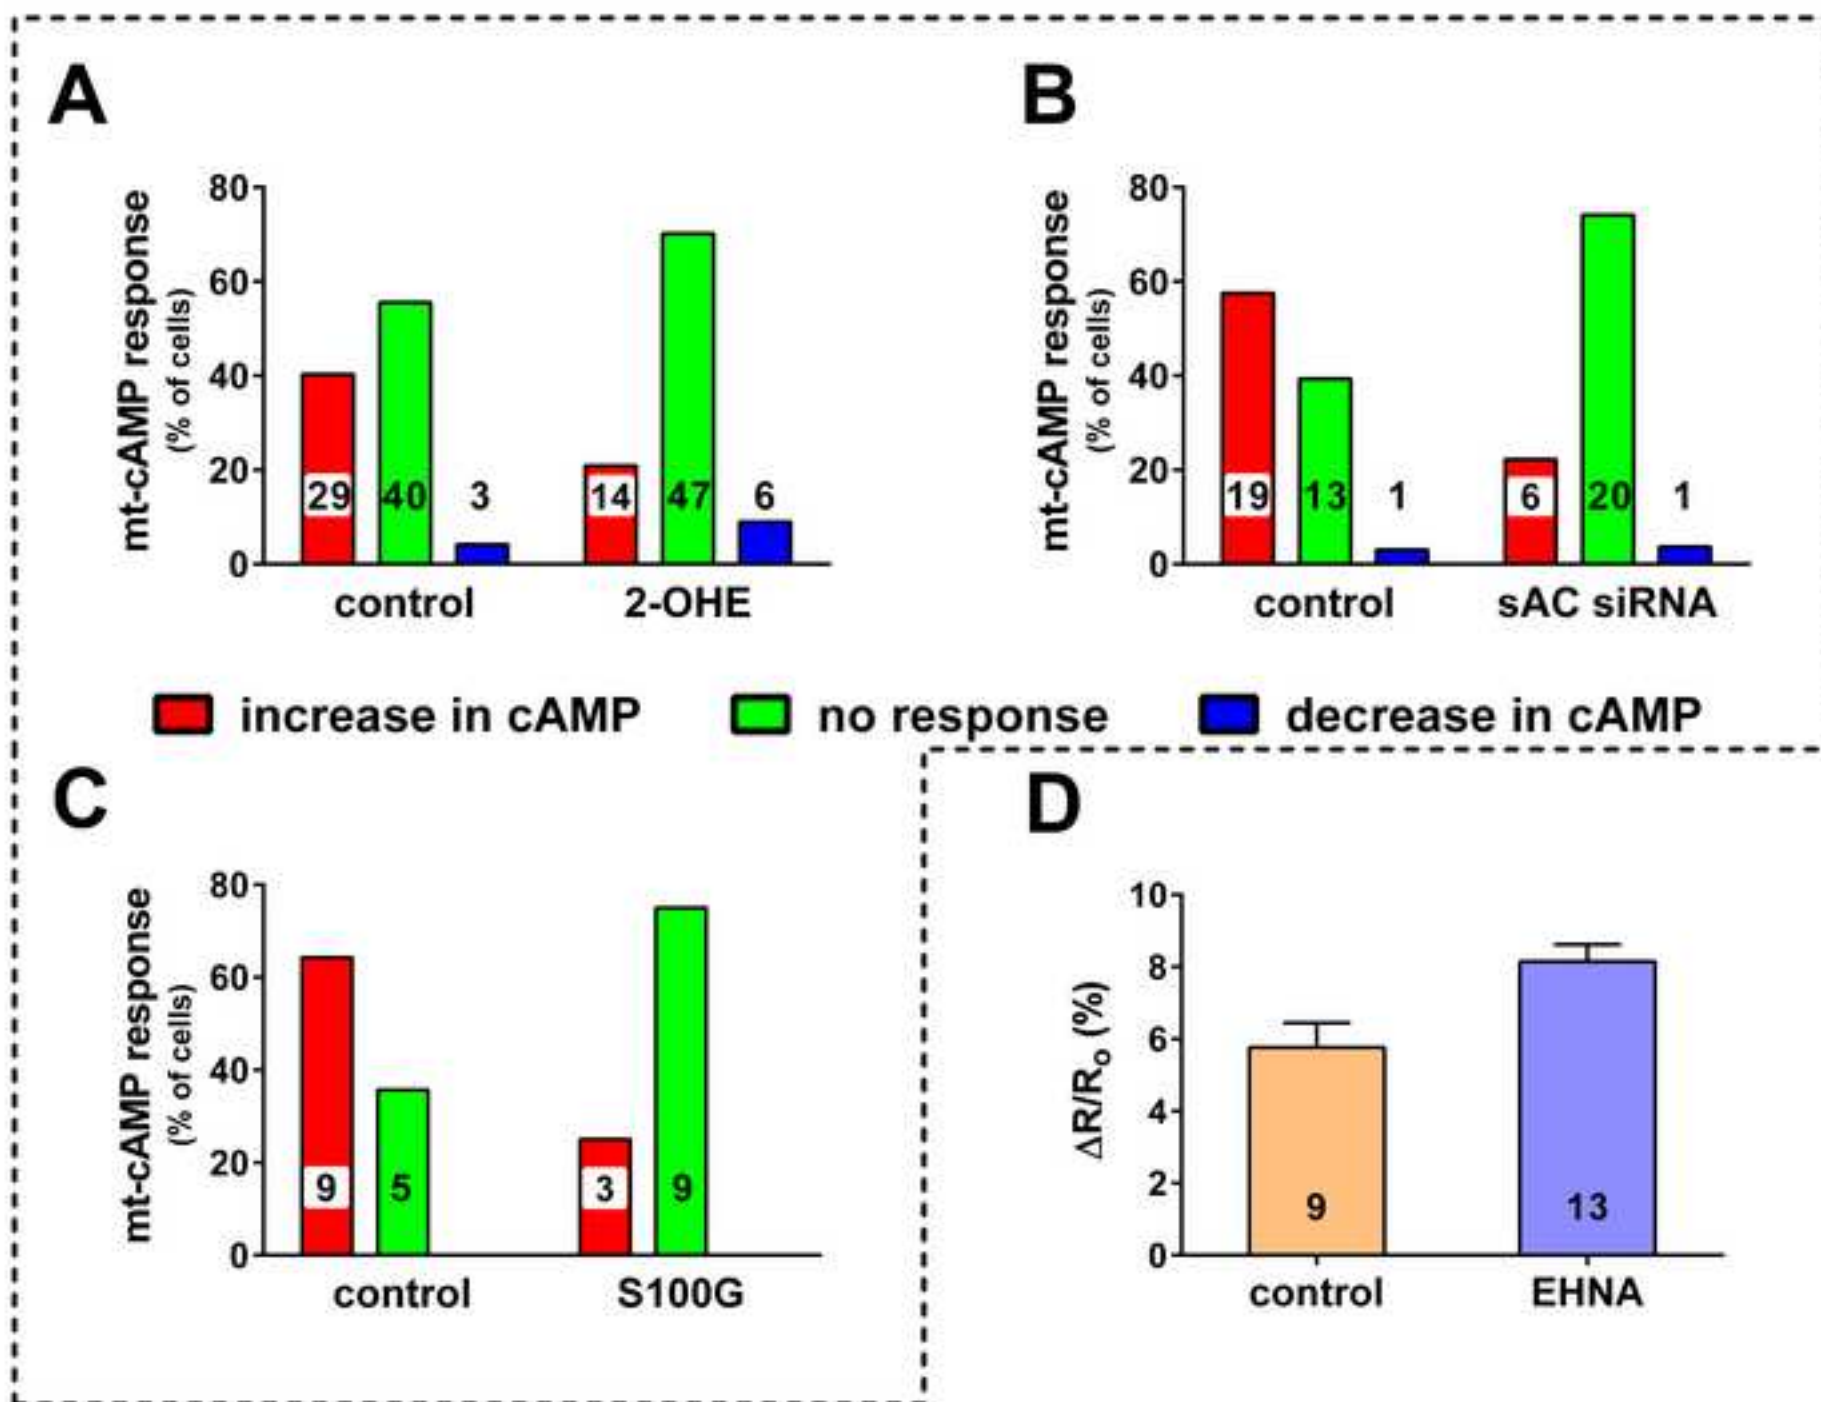 A
mt-cAMP response
(% of cells)
80
60
40
20
0
29
40
3
14
47
6
control
2-OHE
B
mt-cAMP response
(% of cells)
80
60
40
20
0
19
13
1
6
20
1
control
sAC siRNA
increase in cAMP
no response
decrease in cAMP
C
mt-cAMP response
(% of cells)
80
60
40
20
0
9
5
3
9
control
S100G
D
ΔR/Ro (%)
10
8
6
4
2
0
9
13
control
EHNA